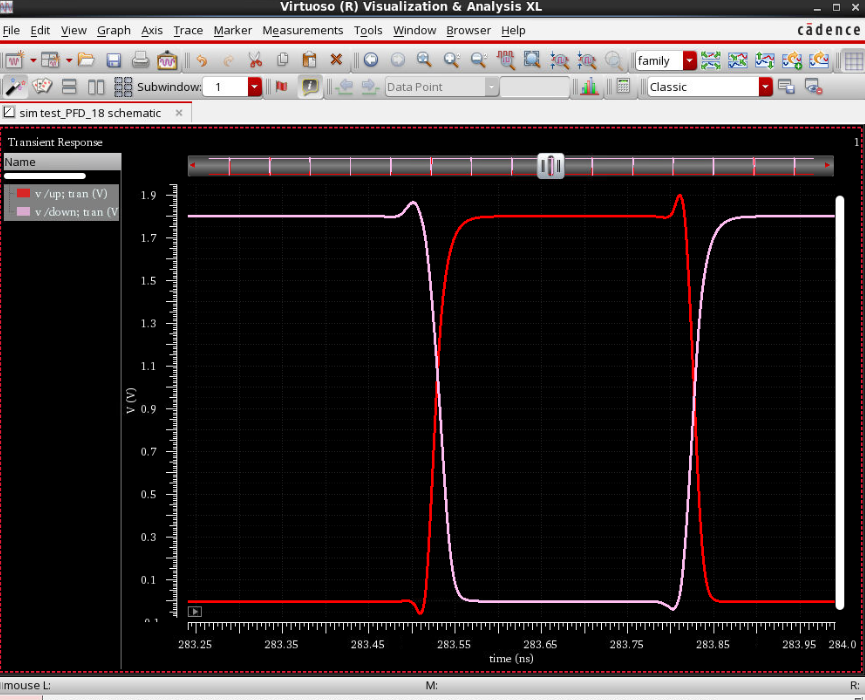 Virtuoso (R) Visualization & Analysis XL
File Edit View Graph Axis Trace Marker Measurements Tools Window Browser Help
cādence
family
Subwindow: 1
Data Point
Classic
sim test_PFD_18 schematic
Transient Response
1
Name
v /up; tran (V)
v /down; tran (V
1.9
1.7
1.5
1.3
1.1
0.9
0.7
0.5
0.3
0.1
V (V)
283.25 283.35 283.45 283.55 283.65 283.75 283.85 283.95 284.0
time (ns)
mouse L: M: R: